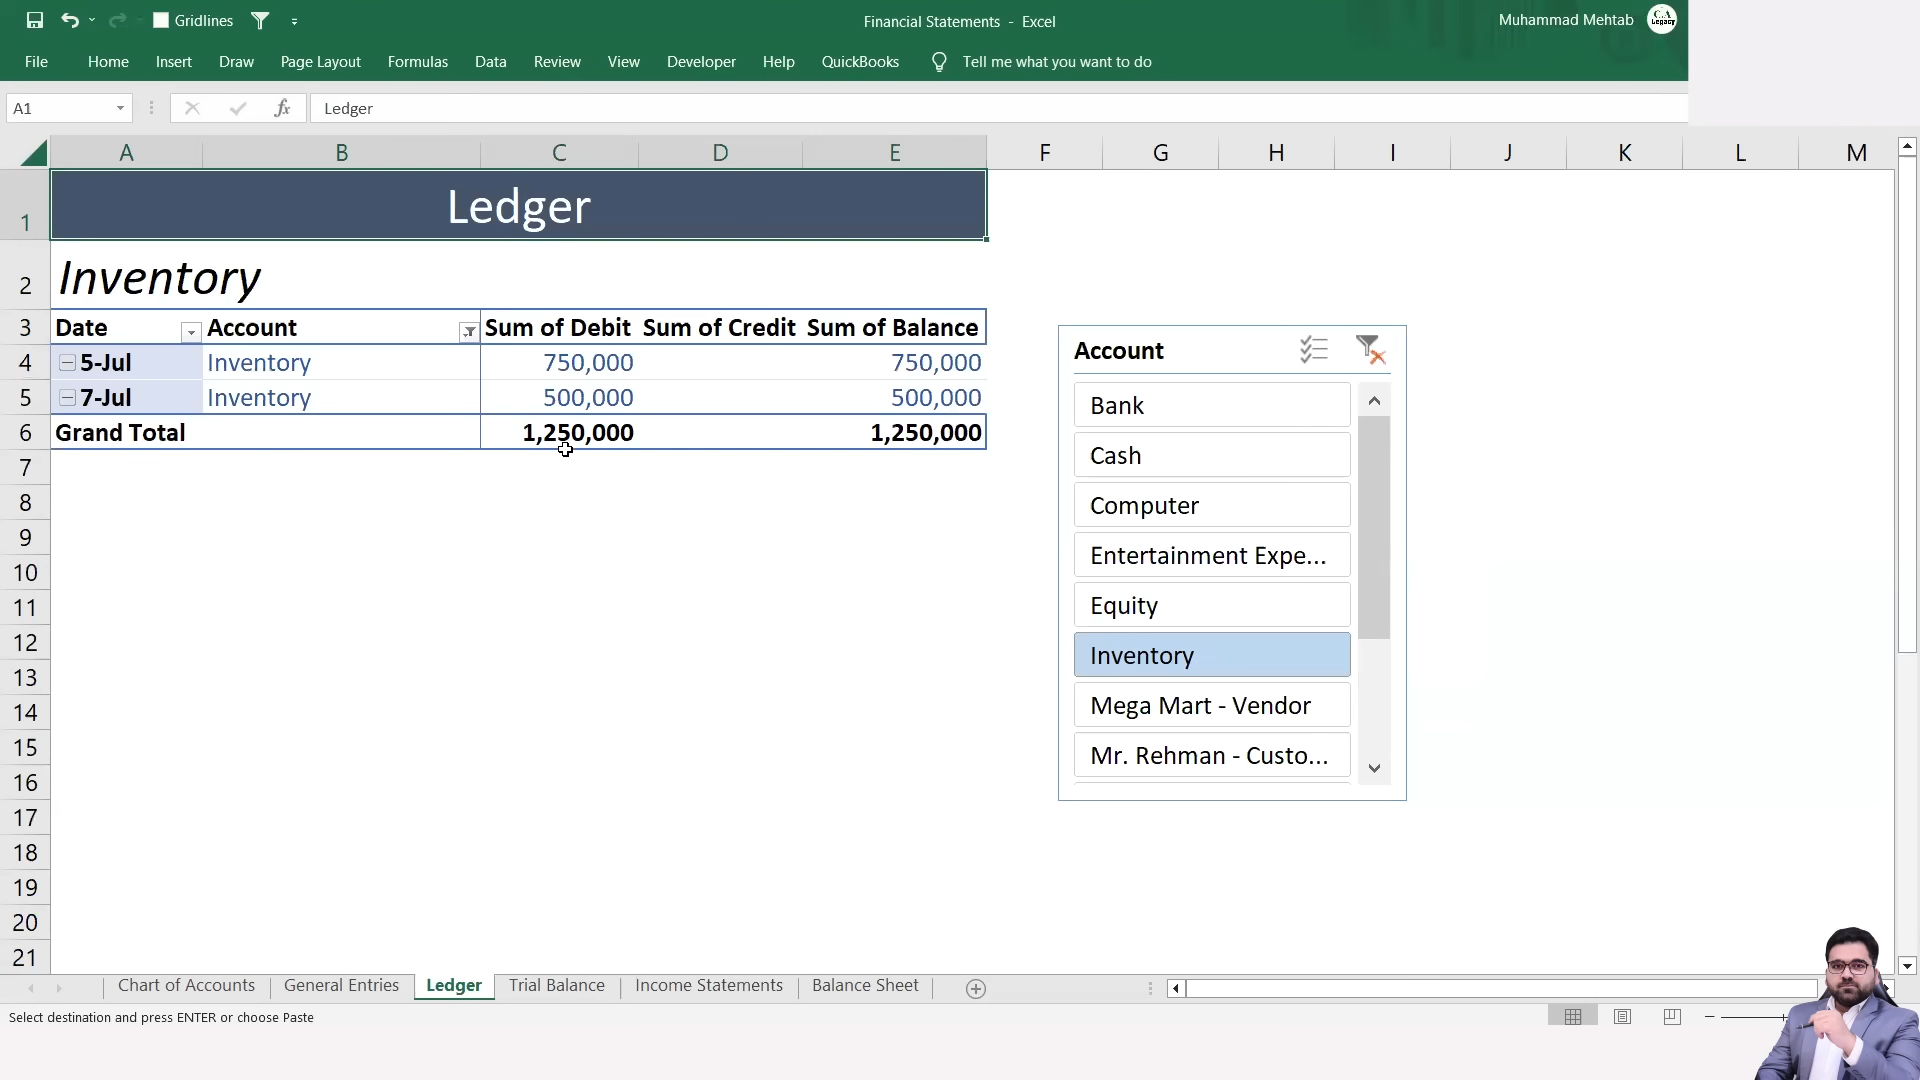 Gridlines
Financial Statements - Excel
Muhammad Mehtab
C.A
Legacy
File Home Insert Draw Page Layout Formulas Data Review View Developer Help QuickBooks Tell me what you want to do
A1 fx Ledger
A B C D E F G H I J K L M
1 Ledger
2 Inventory
3 Date Account Sum of Debit Sum of Credit Sum of Balance
4 5-Jul Inventory 750,000 750,000
5 7-Jul Inventory 500,000 500,000
6 Grand Total 1,250,000 1,250,000
7
8
9
10
11
12
13
14
15
16
17
18
19
20
21
Account
Bank
Cash
Computer
Entertainment Expe...
Equity
Inventory
Mega Mart - Vendor
Mr. Rehman - Custo...
Chart of Accounts General Entries Ledger Trial Balance Income Statements Balance Sheet
Select destination and press ENTER or choose Paste